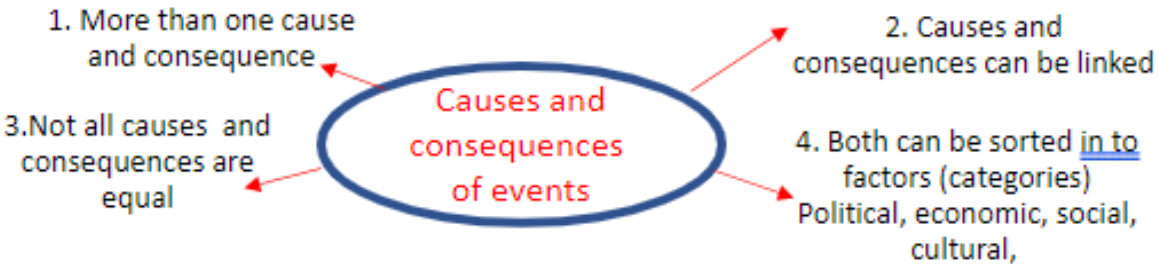 1. More than one cause
and consequence
2. Causes and
consequences can be linked
Causes and
consequences
of events
3.Not all causes and
consequences are
equal
4. Both can be sorted in to
factors (categories)
Political, economic, social,
cultural,